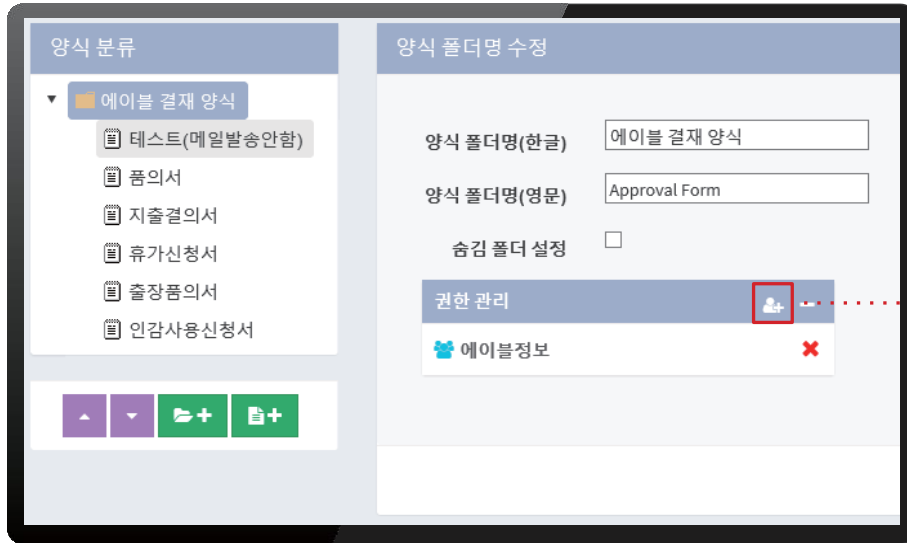 양식 분류
에이블 결재 양식
테스트(메일발송안함)
품의서
지출결의서
휴가신청서
출장품의서
인감사용신청서
양식 폴더명 수정
양식 폴더명(한글)
에이블 결재 양식
양식 폴더명(영문)
Approval Form
숨김 폴더 설정
권한 관리
에이블정보